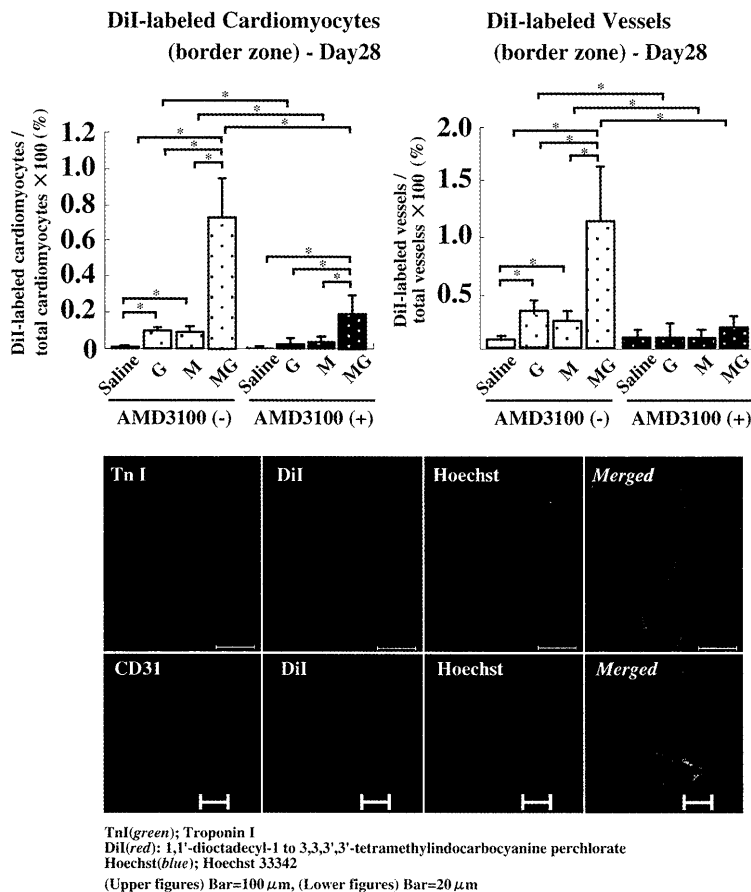 DiI-labeled Cardiomyocytes
(border zone) - Day28
DiI-labeled cardiomyocytes /
total cardiomyocytes ×100 (%)
1.2
1.0
0.8
0.6
0.4
0.2
0
* * *
* * *
* * *
* *
Saline G M MG Saline G M MG
AMD3100 (-) AMD3100 (+)
DiI-labeled Vessels
(border zone) - Day28
DiI-labeled vessels /
total vesselss ×100 (%)
2.0
1.5
1.0
0.5
* * *
* * *
* *
Saline G M MG Saline G M MG
AMD3100 (-) AMD3100 (+)
Tn I DiI Hoechst Merged
CD31 DiI Hoechst Merged
TnI(green); Troponin I
DiI(red): 1,1'-dioctadecyl-1 to 3,3,3',3'-tetramethylindocarbocyanine perchlorate
Hoechst(blue); Hoechst 33342
(Upper figures) Bar=100 μm, (Lower figures) Bar=20 μm